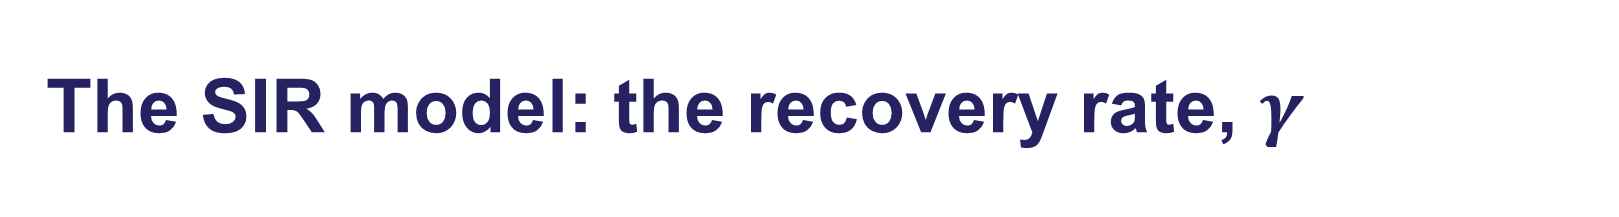 The SIR model: the recovery rate, γ